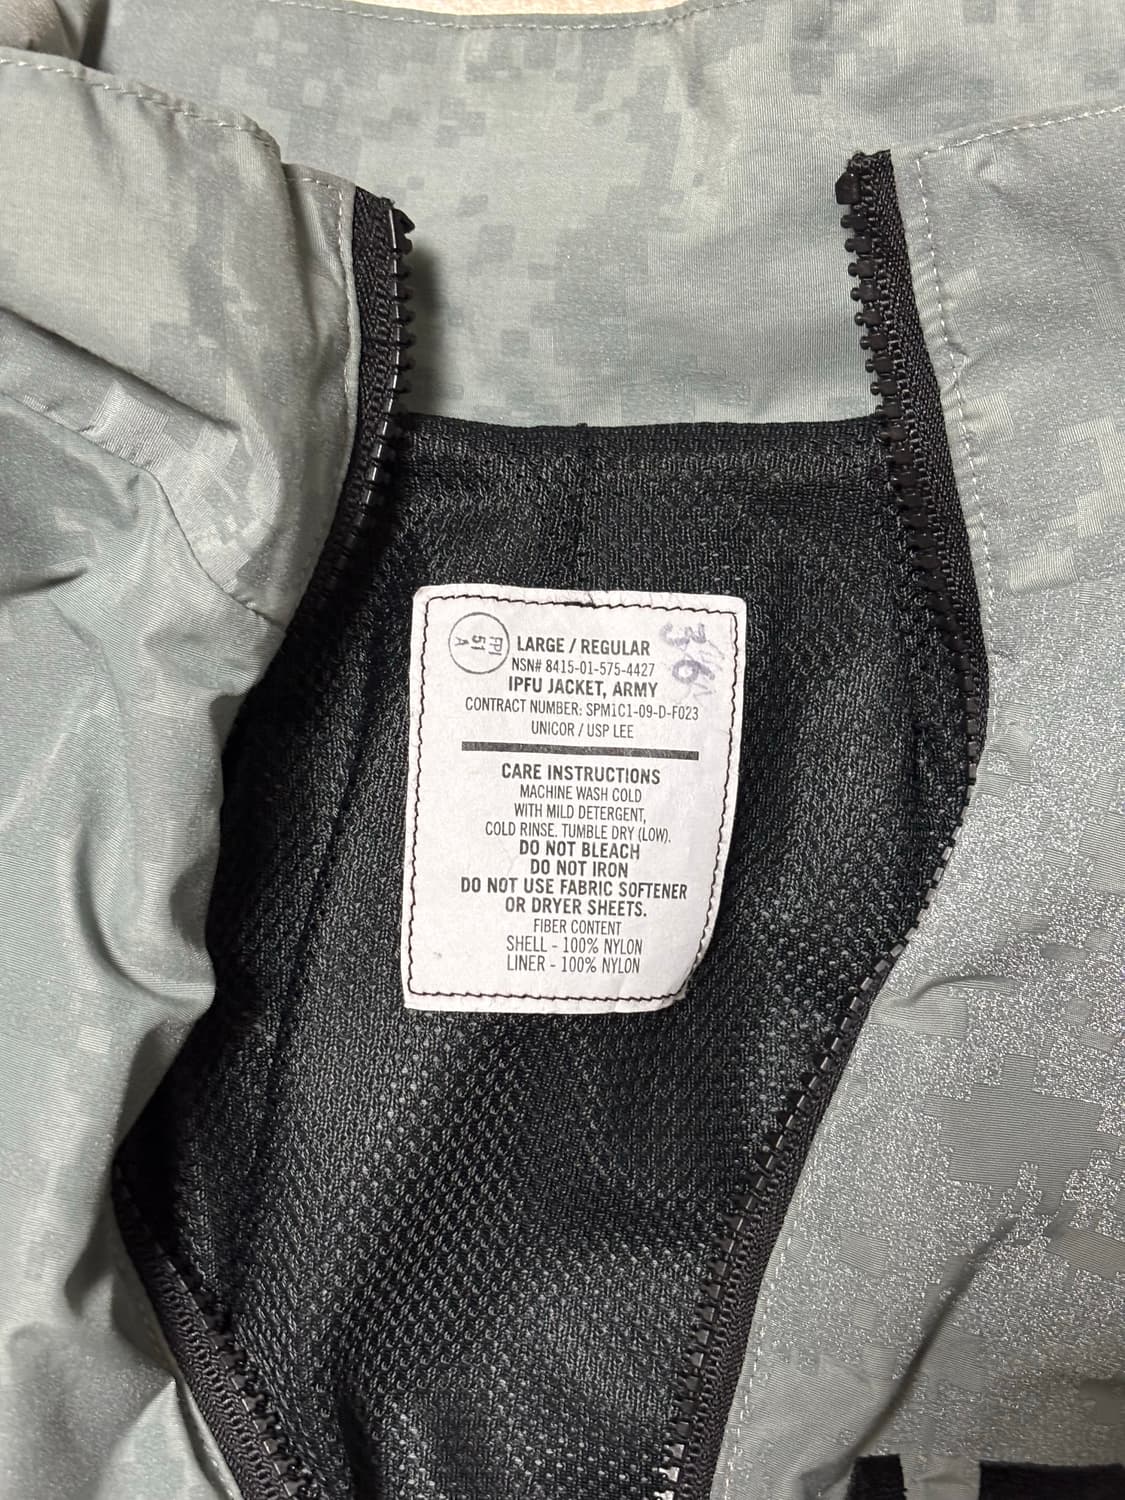 FPI
51
A
36
LARGE / REGULAR
NSN# 8415-01-575-4427
IPFU JACKET, ARMY
CONTRACT NUMBER: SPM1C1-09-D-F023
UNICOR / USP LEE
CARE INSTRUCTIONS
MACHINE WASH COLD
WITH MILD DETERGENT,
COLD RINSE. TUMBLE DRY (LOW).
DO NOT BLEACH
DO NOT IRON
DO NOT USE FABRIC SOFTENER
OR DRYER SHEETS.
FIBER CONTENT
SHELL - 100% NYLON
LINER - 100% NYLON